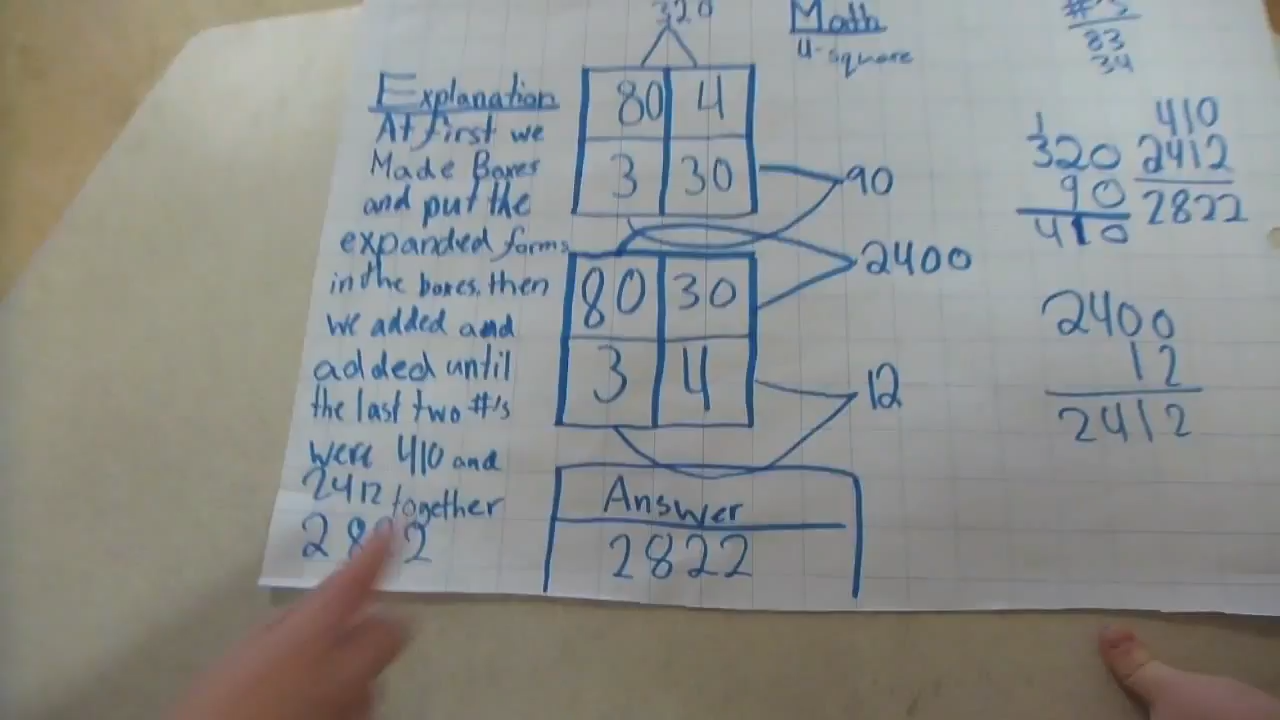 320
Math
4-square
#'s
83
34
Explanation
At first we
Made Boxes
and put the
expanded forms
in the boxes, then
we added and
added until
the last two #'s
were 410 and
2412 together
2822
80 4
3 30
90
2400
80 30
3 4
12
Answer
2822
1
320
90
410
410
2412
2822
2400
12
2412